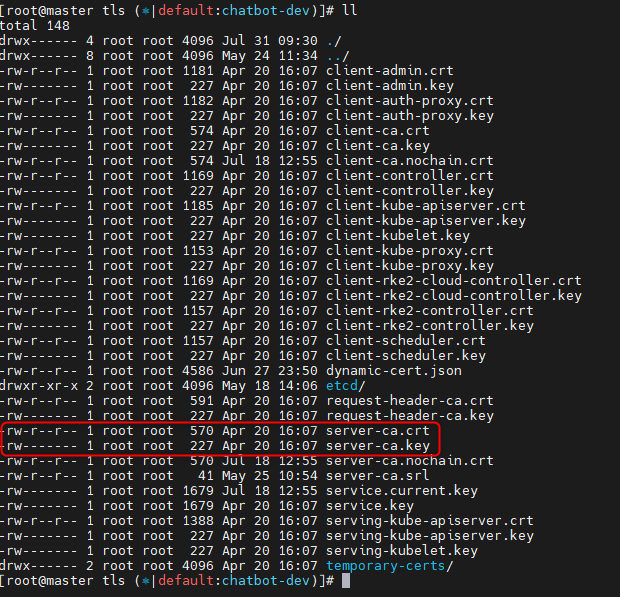 [root@master tls (*|default:chatbot-dev)]# ll
total 148
drwx------ 4 root root 4096 Jul 31 09:30 ./
drwx------ 8 root root 4096 May 24 11:34 ../
-rw-r--r-- 1 root root 1181 Apr 20 16:07 client-admin.crt
-rw------- 1 root root  227 Apr 20 16:07 client-admin.key
-rw-r--r-- 1 root root 1182 Apr 20 16:07 client-auth-proxy.crt
-rw------- 1 root root  227 Apr 20 16:07 client-auth-proxy.key
-rw-r--r-- 1 root root  574 Apr 20 16:07 client-ca.crt
-rw------- 1 root root  227 Apr 20 16:07 client-ca.key
-rw-r--r-- 1 root root  574 Jul 18 12:55 client-ca.nochain.crt
-rw-r--r-- 1 root root 1169 Apr 20 16:07 client-controller.crt
-rw------- 1 root root  227 Apr 20 16:07 client-controller.key
-rw-r--r-- 1 root root 1185 Apr 20 16:07 client-kube-apiserver.crt
-rw------- 1 root root  227 Apr 20 16:07 client-kube-apiserver.key
-rw------- 1 root root  227 Apr 20 16:07 client-kubelet.key
-rw-r--r-- 1 root root 1153 Apr 20 16:07 client-kube-proxy.crt
-rw------- 1 root root  227 Apr 20 16:07 client-kube-proxy.key
-rw-r--r-- 1 root root 1169 Apr 20 16:07 client-rke2-cloud-controller.crt
-rw------- 1 root root  227 Apr 20 16:07 client-rke2-cloud-controller.key
-rw-r--r-- 1 root root 1157 Apr 20 16:07 client-rke2-controller.crt
-rw------- 1 root root  227 Apr 20 16:07 client-rke2-controller.key
-rw-r--r-- 1 root root 1157 Apr 20 16:07 client-scheduler.crt
-rw------- 1 root root  227 Apr 20 16:07 client-scheduler.key
-rw------- 1 root root 4586 Jun 27 23:50 dynamic-cert.json
drwxr-xr-x 2 root root 4096 May 18 14:06 etcd/
-rw-r--r-- 1 root root  591 Apr 20 16:07 request-header-ca.crt
-rw------- 1 root root  227 Apr 20 16:07 request-header-ca.key
-rw-r--r-- 1 root root  570 Apr 20 16:07 server-ca.crt
-rw------- 1 root root  227 Apr 20 16:07 server-ca.key
-rw-r--r-- 1 root root  570 Jul 18 12:55 server-ca.nochain.crt
-rw-r--r-- 1 root root   41 May 25 10:54 server-ca.srl
-rw------- 1 root root 1679 Jul 18 12:55 service.current.key
-rw------- 1 root root 1679 Apr 20 16:07 service.key
-rw-r--r-- 1 root root 1388 Apr 20 16:07 serving-kube-apiserver.crt
-rw------- 1 root root  227 Apr 20 16:07 serving-kube-apiserver.key
-rw------- 1 root root  227 Apr 20 16:07 serving-kubelet.key
drwx------ 2 root root 4096 Apr 20 16:07 temporary-certs/
[root@master tls (*|default:chatbot-dev)]#